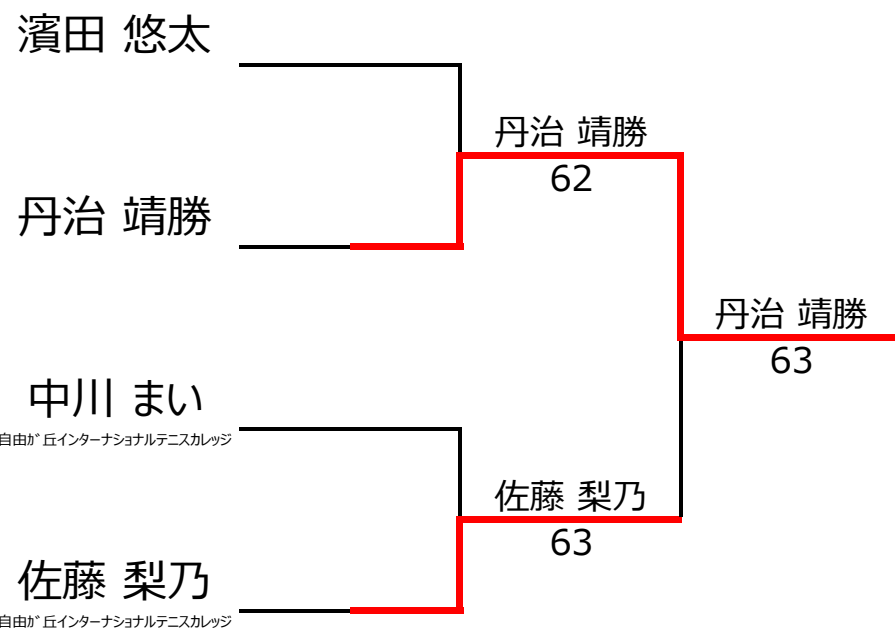 濱田 悠太
丹治 靖勝
62
丹治 靖勝
丹治 靖勝
63
中川 まい
自由が丘インターナショナルテニスカレッジ
佐藤 梨乃
63
佐藤 梨乃
自由が丘インターナショナルテニスカレッジ